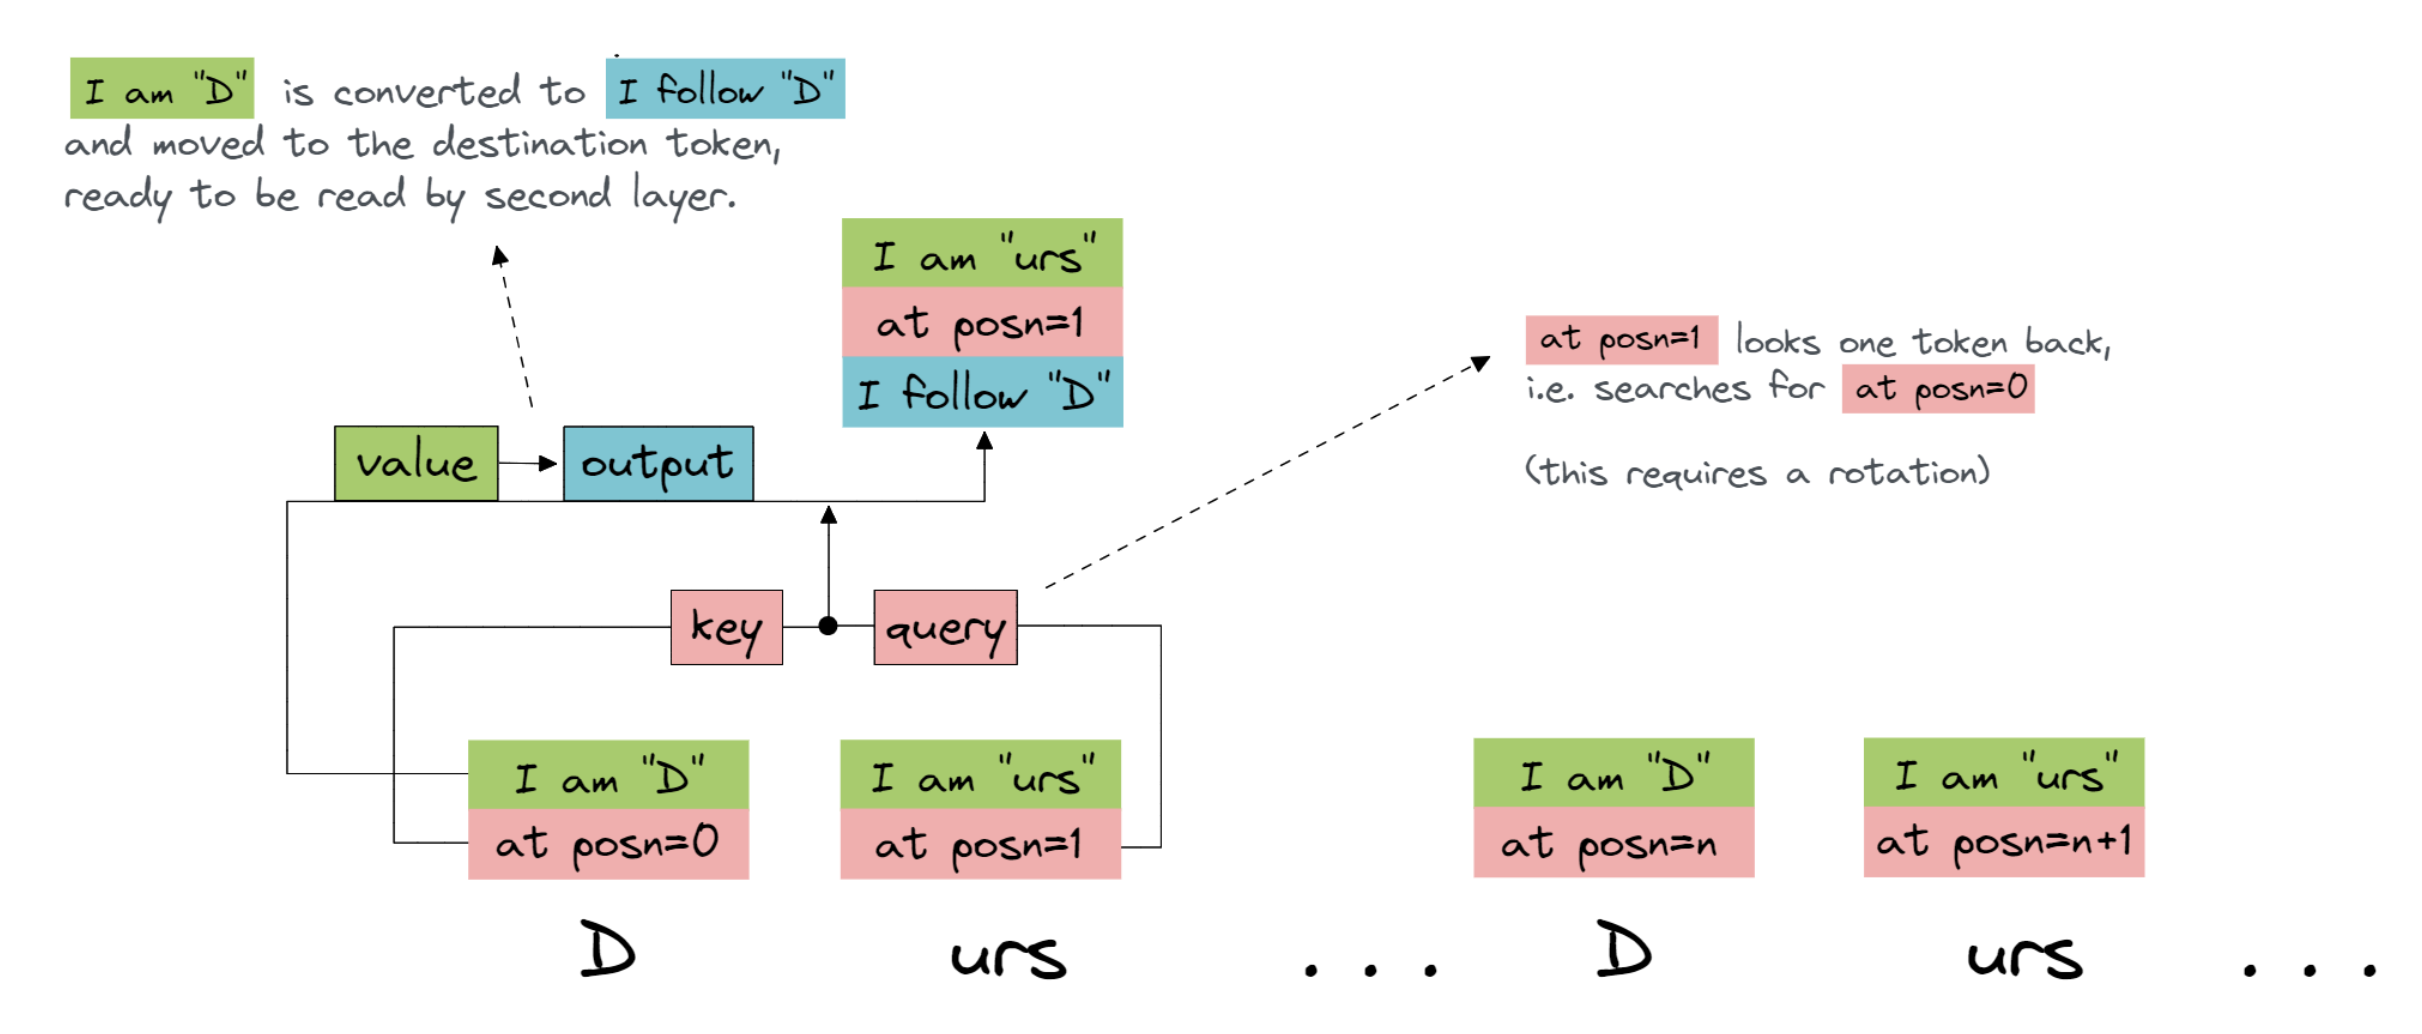 I am "D" is converted to I follow "D"
and moved to the destination token,
ready to be read by second layer.
I am "urs"
at posn=1
I follow "D"
at posn=1 looks one token back,
i.e. searches for at posn=0
(this requires a rotation)
value
output
key
query
I am "D"
at posn=0
I am "urs"
at posn=1
I am "D"
at posn=n
I am "urs"
at posn=n+1
D urs ... D urs ...